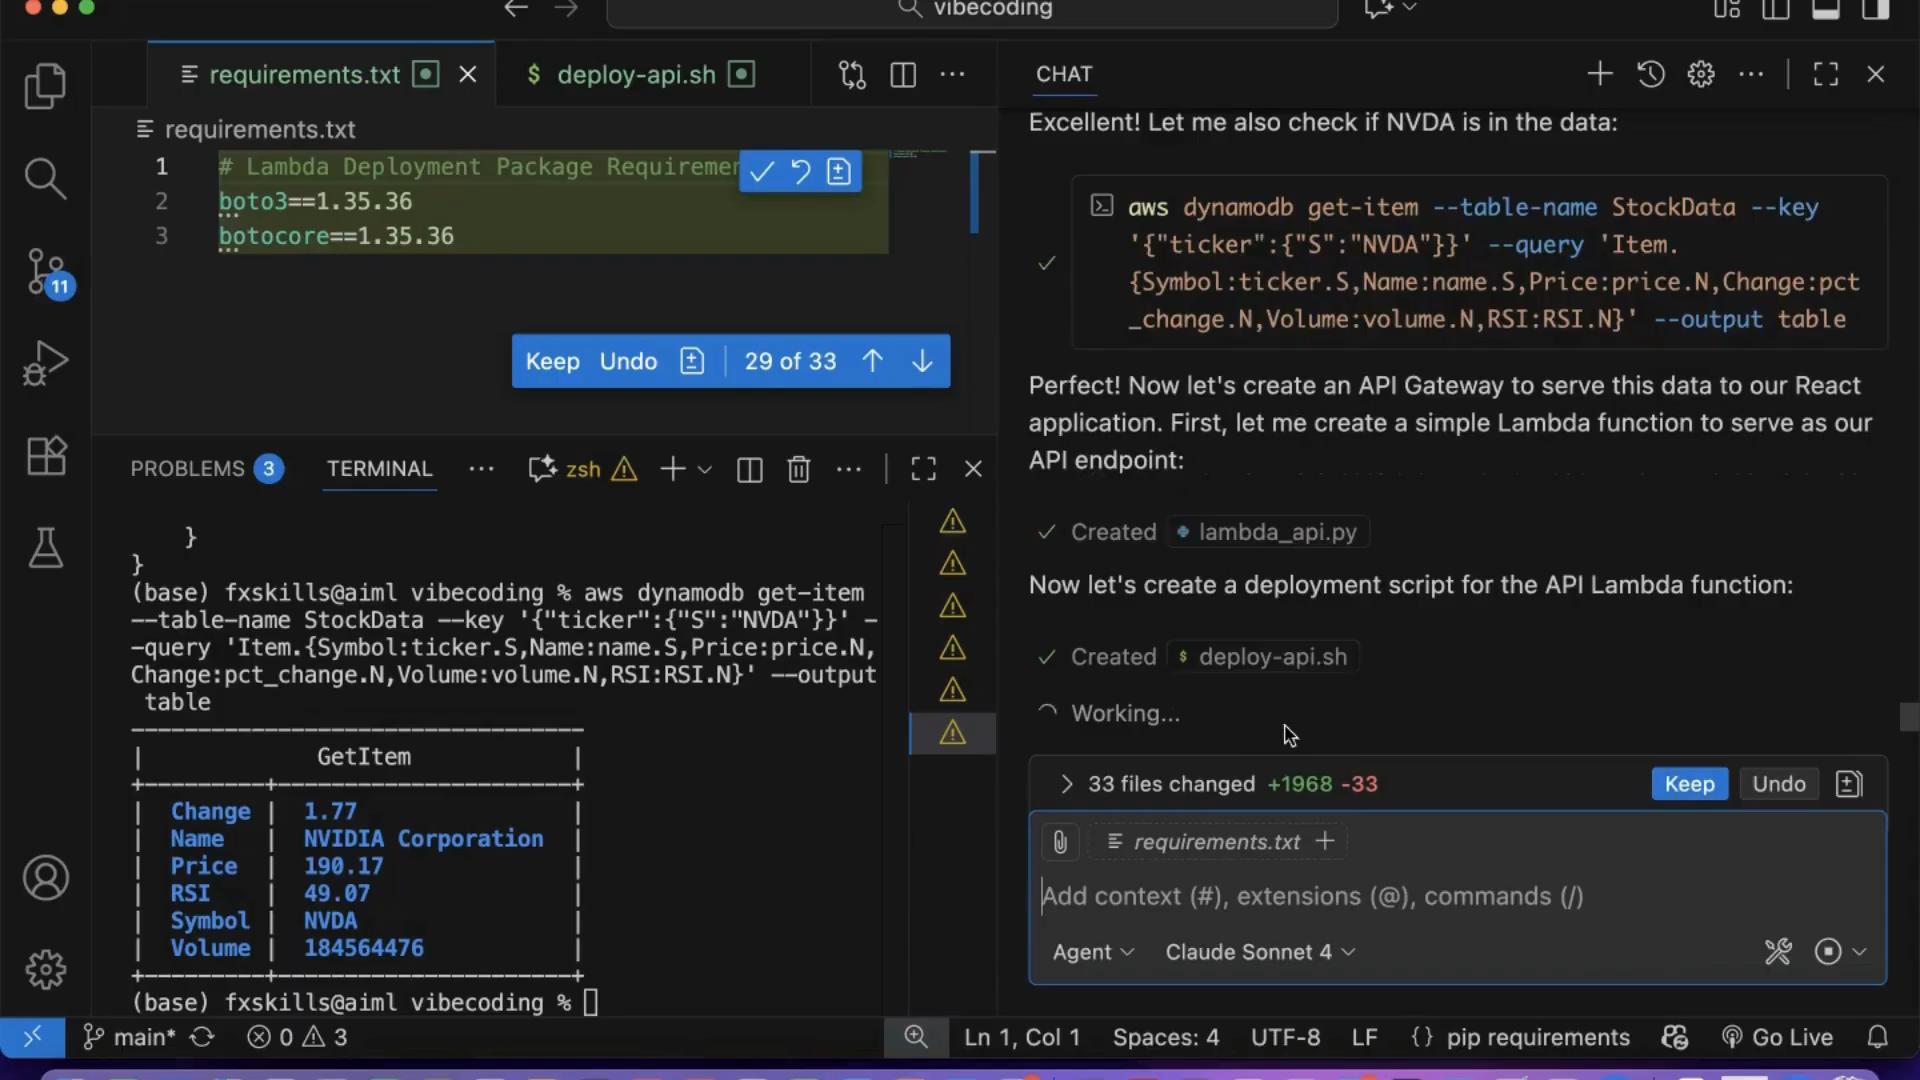 vibecoding
requirements.txt
$ deploy-api.sh
requirements.txt
1 # Lambda Deployment Package Requiremen
2 boto3==1.35.36
3 botocore==1.35.36
Keep Undo 29 of 33
11
PROBLEMS 3 TERMINAL ... zsh
}
}
(base) fxskills@aiml vibecoding % aws dynamodb get-item
--table-name StockData --key '{"ticker":{"S":"NVDA"}}' -
-query 'Item.{Symbol:ticker.S,Name:name.S,Price:price.N,
Change:pct_change.N,Volume:volume.N,RSI:RSI.N}' --output
table
GetItem
Change | 1.77
Name | NVIDIA Corporation
Price | 190.17
RSI | 49.07
Symbol | NVDA
Volume | 184564476
(base) fxskills@aiml vibecoding %
CHAT
Excellent! Let me also check if NVDA is in the data:
aws dynamodb get-item --table-name StockData --key
'{"ticker":{"S":"NVDA"}}' --query 'Item.
{Symbol:ticker.S,Name:name.S,Price:price.N,Change:pct
_change.N,Volume:volume.N,RSI:RSI.N}' --output table
Perfect! Now let's create an API Gateway to serve this data to our React
application. First, let me create a simple Lambda function to serve as our
API endpoint:
Created lambda_api.py
Now let's create a deployment script for the API Lambda function:
Created $ deploy-api.sh
Working...
33 files changed +1968 -33 Keep Undo
requirements.txt +
Add context (#), extensions (@), commands (/)
Agent Claude Sonnet 4
main* 0 3 Ln 1, Col 1 Spaces: 4 UTF-8 LF {} pip requirements Go Live